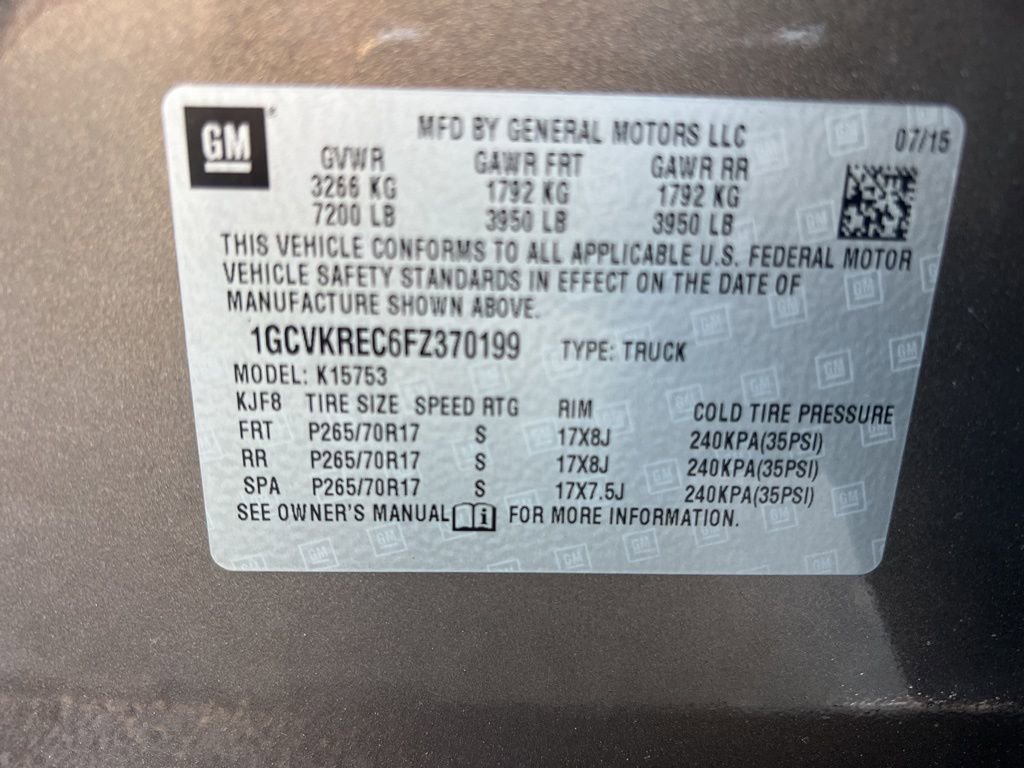 GM
MFD BY GENERAL MOTORS LLC 07/15
GVWR GAWR FRT GAWR RR
3266 KG 1792 KG 1792 KG
7200 LB 3950 LB 3950 LB
THIS VEHICLE CONFORMS TO ALL APPLICABLE U.S. FEDERAL MOTOR
VEHICLE SAFETY STANDARDS IN EFFECT ON THE DATE OF
MANUFACTURE SHOWN ABOVE.
1GCVKREC6FZ370199 TYPE: TRUCK
MODEL: K15753
KJF8 TIRE SIZE SPEED RTG RIM COLD TIRE PRESSURE
FRT P265/70R17 S 17X8J 240KPA(35PSI)
RR P265/70R17 S 17X8J 240KPA(35PSI)
SPA P265/70R17 S 17X7.5J 240KPA(35PSI)
SEE OWNER'S MANUAL i FOR MORE INFORMATION.